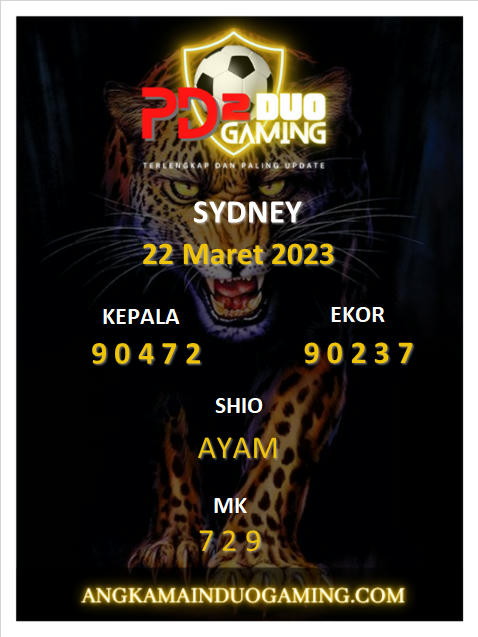 PD2 DUO
GAMING
TERLENGKAP DAN PALING UPDATE
SYDNEY
22 Maret 2023
KEPALA EKOR
9 0 4 7 2 9 0 2 3 7
SHIO
AYAM
MK
7 2 9
ANGKAMAINDUOGAMING.COM